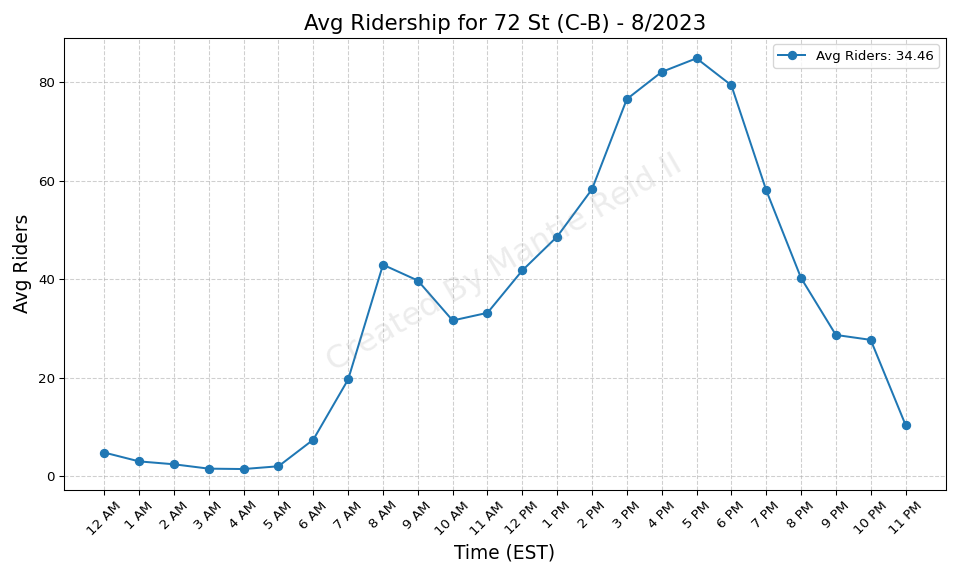 Avg Ridership for 72 St (C-B) - 8/2023
Avg Riders: 34.46
80
60
40
20
0
Avg Riders
Created By Mantle Reid II
12 AM
1 AM
2 AM
3 AM
4 AM
5 AM
6 AM
7 AM
8 AM
9 AM
10 AM
11 AM
12 PM
1 PM
2 PM
3 PM
4 PM
5 PM
6 PM
7 PM
8 PM
9 PM
10 PM
11 PM
Time (EST)